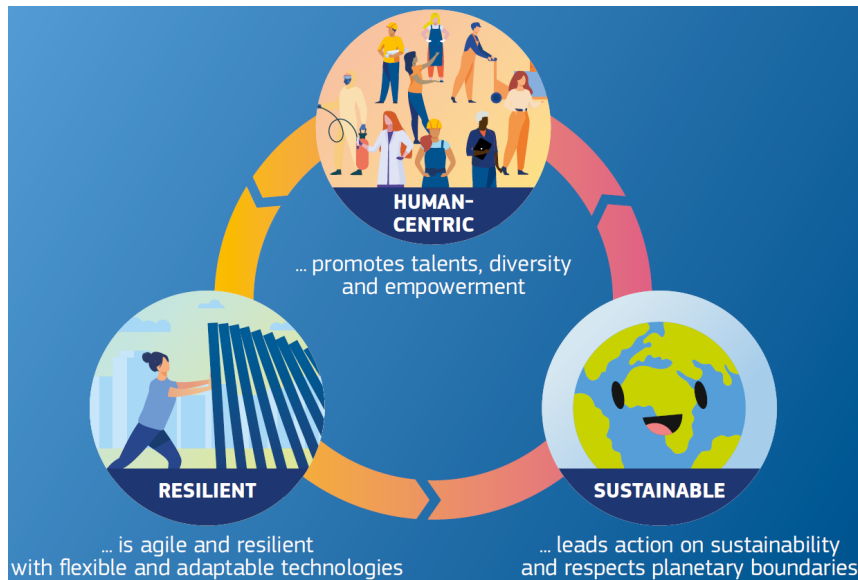 HUMAN-
CENTRIC
... promotes talents, diversity
and empowerment
RESILIENT
... is agile and resilient
with flexible and adaptable technologies
SUSTAINABLE
... leads action on sustainability
and respects planetary boundaries